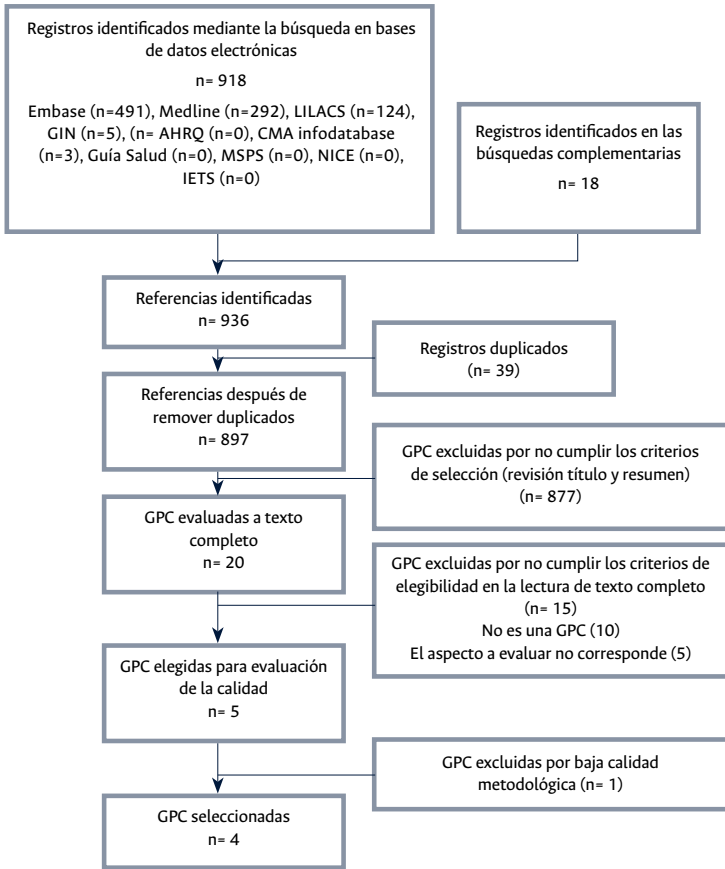 Registros identificados mediante la búsqueda en bases
de datos electrónicas
n= 918
Embase (n=491), Medline (n=292), LILACS (n=124),
GIN (n=5), (n= AHRQ (n=0), CMA infodatabase
(n=3), Guía Salud (n=0), MSPS (n=0), NICE (n=0),
IETS (n=0)
Registros identificados en las
búsquedas complementarias
n= 18
Referencias identificadas
n= 936
Registros duplicados
(n= 39)
Referencias después de
remover duplicados
n= 897
GPC excluidas por no cumplir los criterios
de selección (revisión título y resumen)
(n= 877)
GPC evaluadas a texto
completo
n= 20
GPC excluidas por no cumplir los criterios de
elegibilidad en la lectura de texto completo
(n= 15)
No es una GPC (10)
El aspecto a evaluar no corresponde (5)
GPC elegidas para evaluación
de la calidad
n= 5
GPC excluidas por baja calidad
metodológica (n= 1)
GPC seleccionadas
n= 4